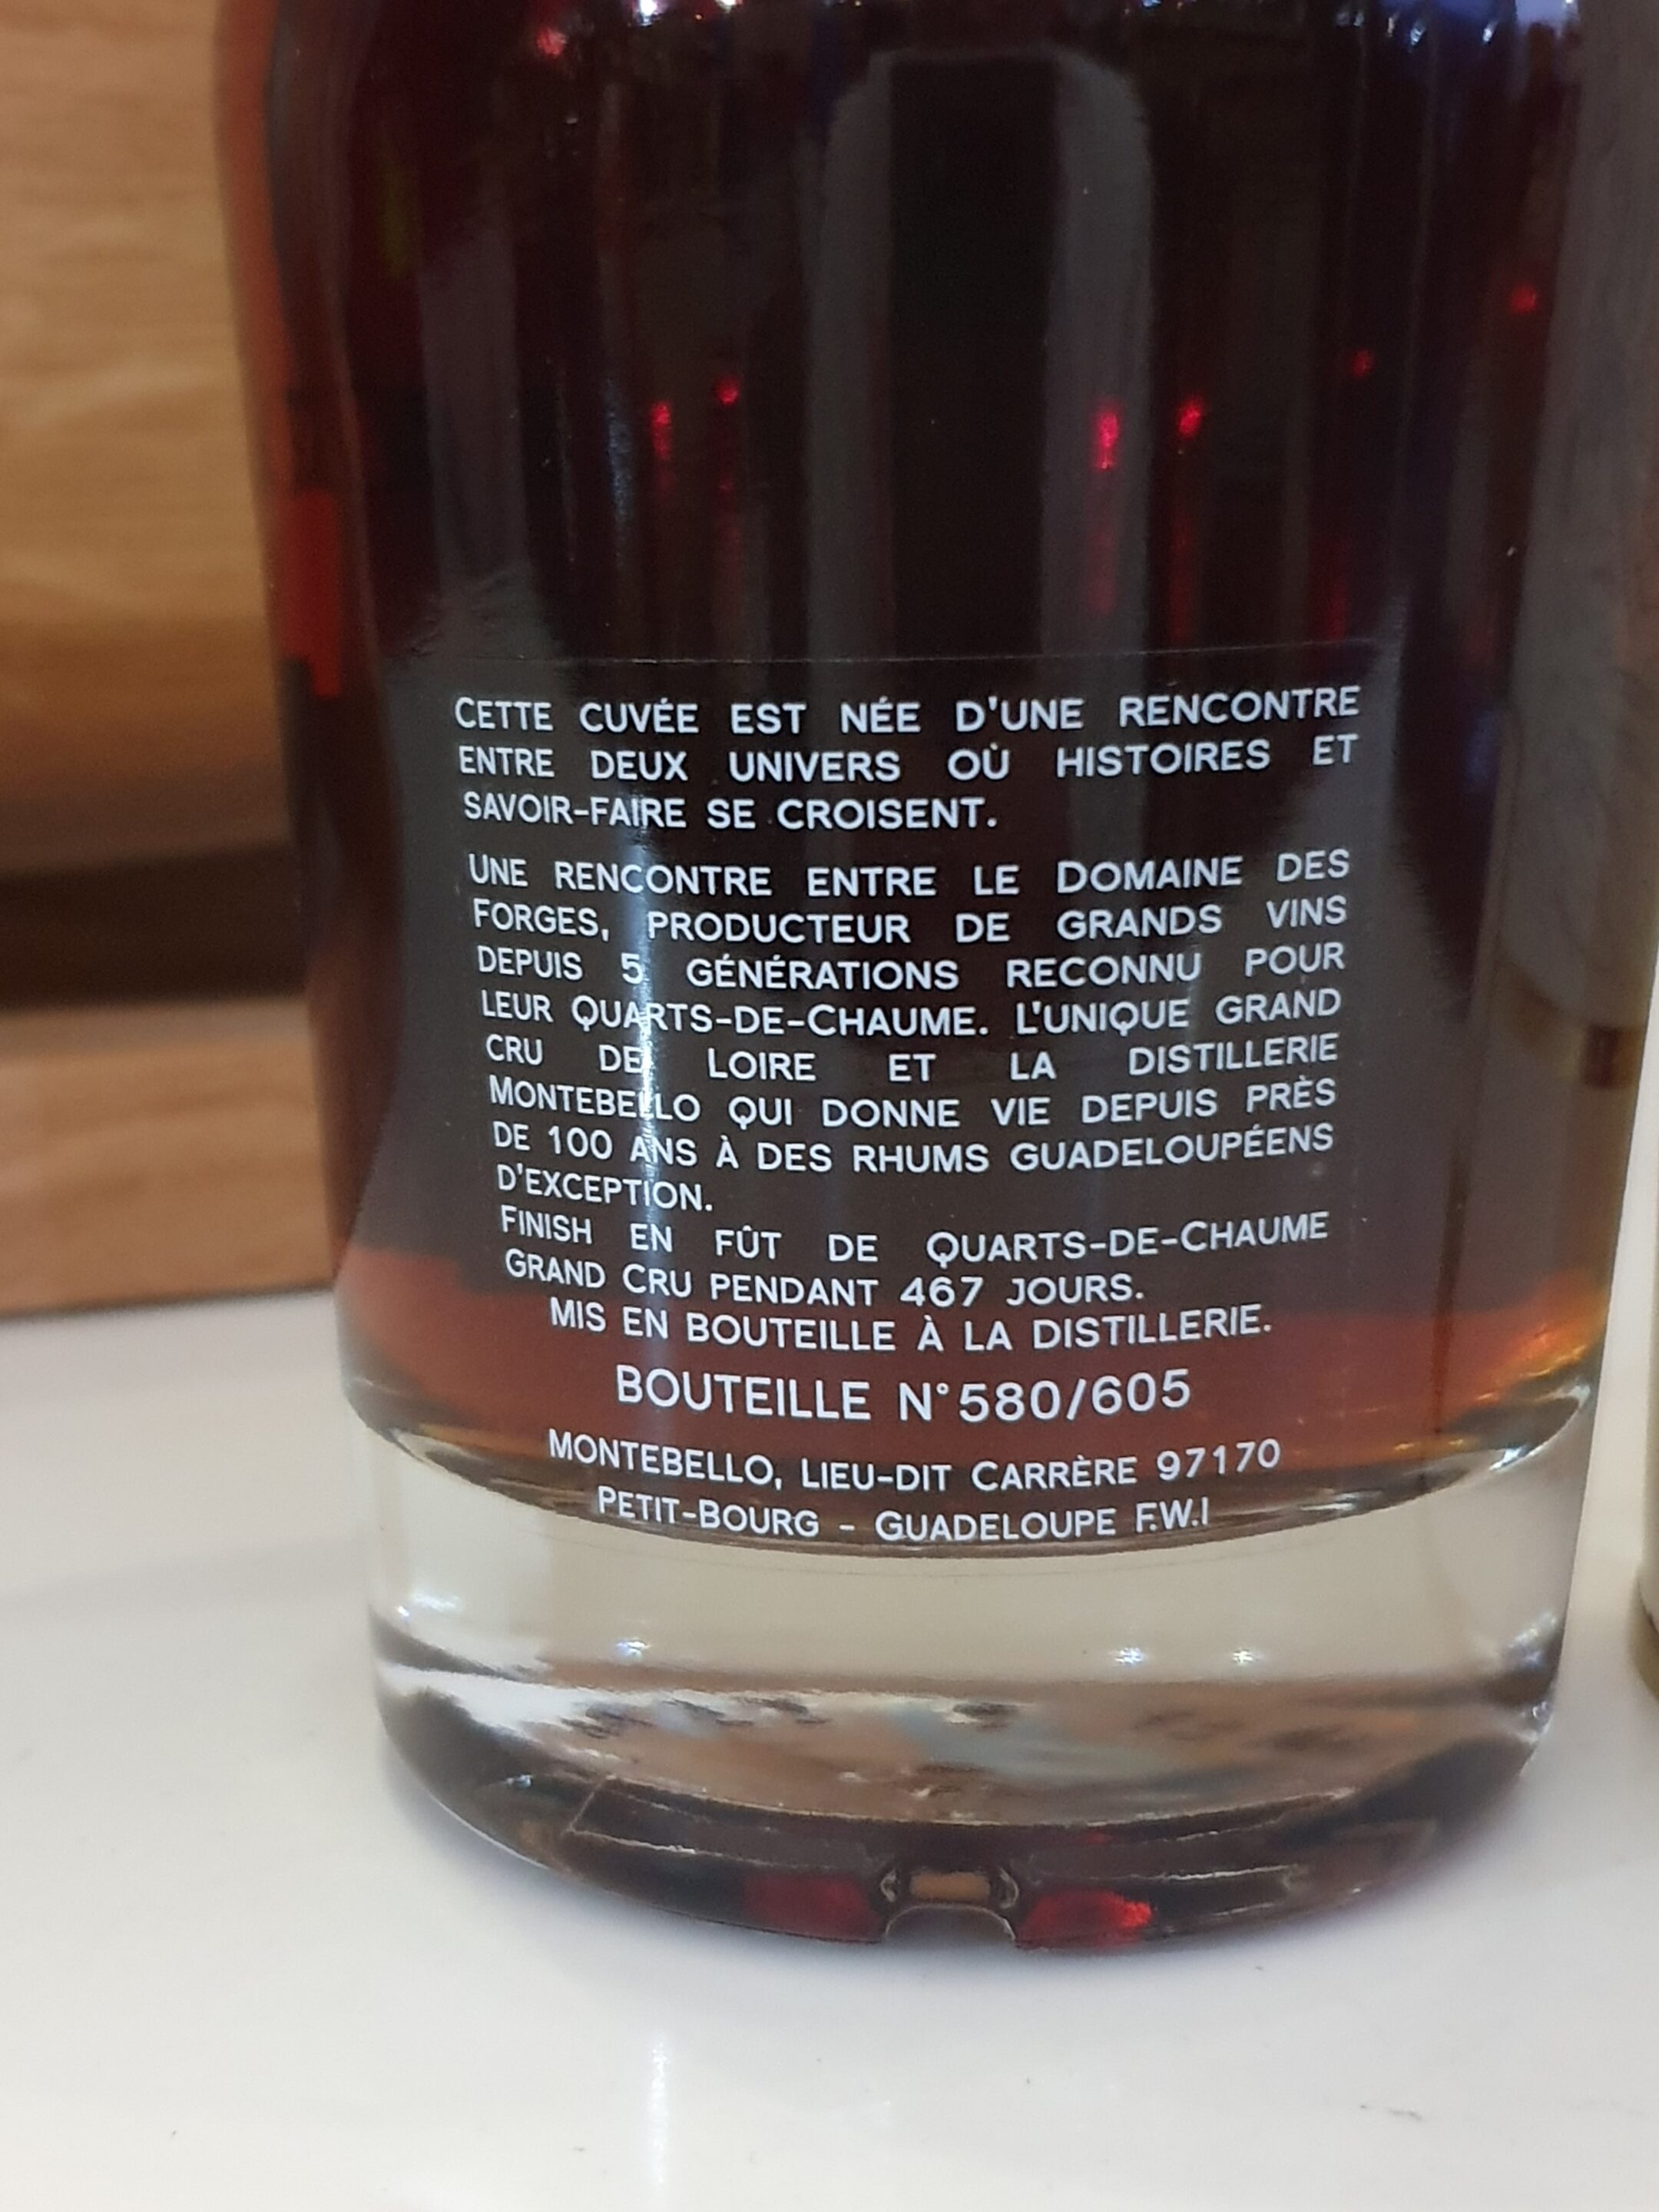 CETTE CUVÉE EST NÉE D'UNE RENCONTRE
ENTRE DEUX UNIVERS OÙ HISTOIRES ET
SAVOIR-FAIRE SE CROISENT.
UNE RENCONTRE ENTRE LE DOMAINE DES
FORGES, PRODUCTEUR DE GRANDS VINS
DEPUIS 5 GÉNÉRATIONS RECONNU POUR
LEUR QUARTS-DE-CHAUME. L'UNIQUE GRAND
CRU DE LOIRE ET LA DISTILLERIE
MONTEBELLO QUI DONNE VIE DEPUIS PRÈS
DE 100 ANS À DES RHUMS GUADELOUPÉENS
D'EXCEPTION.
FINISH EN FÛT DE QUARTS-DE-CHAUME
GRAND CRU PENDANT 467 JOURS.
MIS EN BOUTEILLE À LA DISTILLERIE.
BOUTEILLE N°580/605
MONTEBELLO, LIEU-DIT CARRÈRE 97170
PETIT-BOURG - GUADELOUPE F.W.I